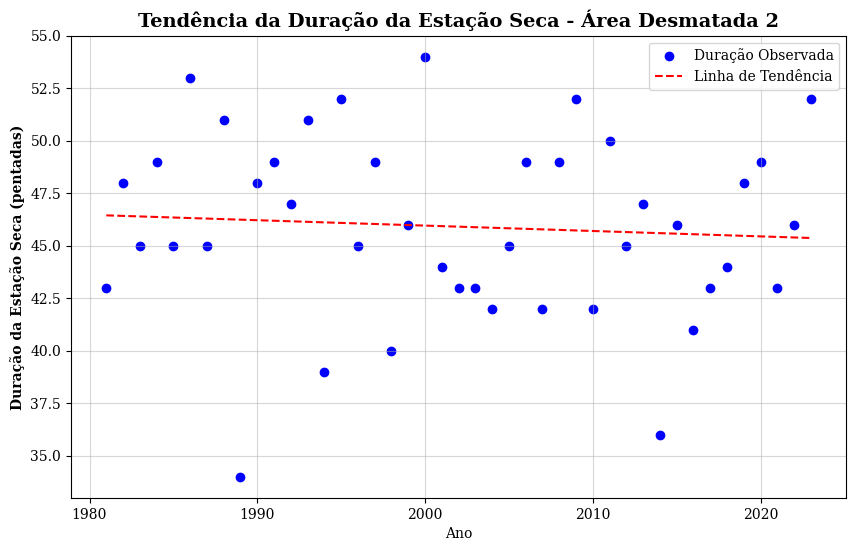 Tendência da Duração da Estação Seca - Área Desmatada 2
55.0
52.5
50.0
47.5
45.0
42.5
40.0
37.5
35.0
Duração da Estação Seca (pentadas)
Duração Observada
Linha de Tendência
1980
1990
2000
2010
2020
Ano